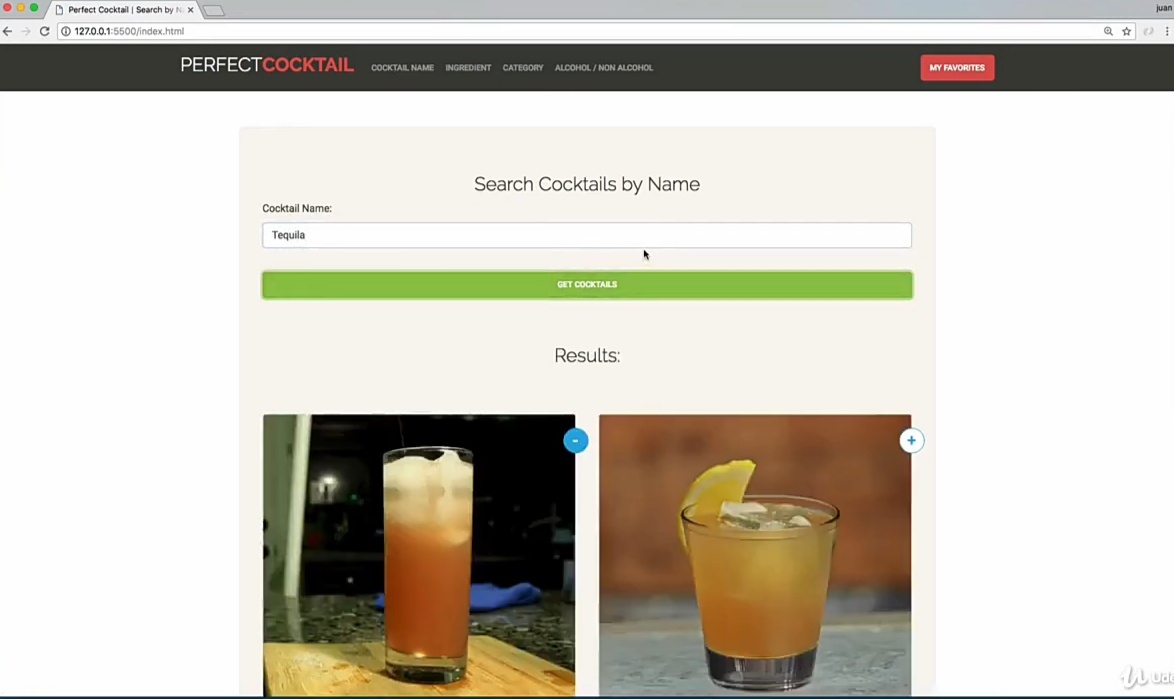 Perfect Cocktail | Search by N
juan
127.0.0.1:5500/index.html
PERFECTCOCKTAIL
COCKTAIL NAME
INGREDIENT
CATEGORY
ALCOHOL / NON ALCOHOL
MY FAVORITES
Search Cocktails by Name
Cocktail Name:
Tequila
GET COCKTAILS
Results:
-
+